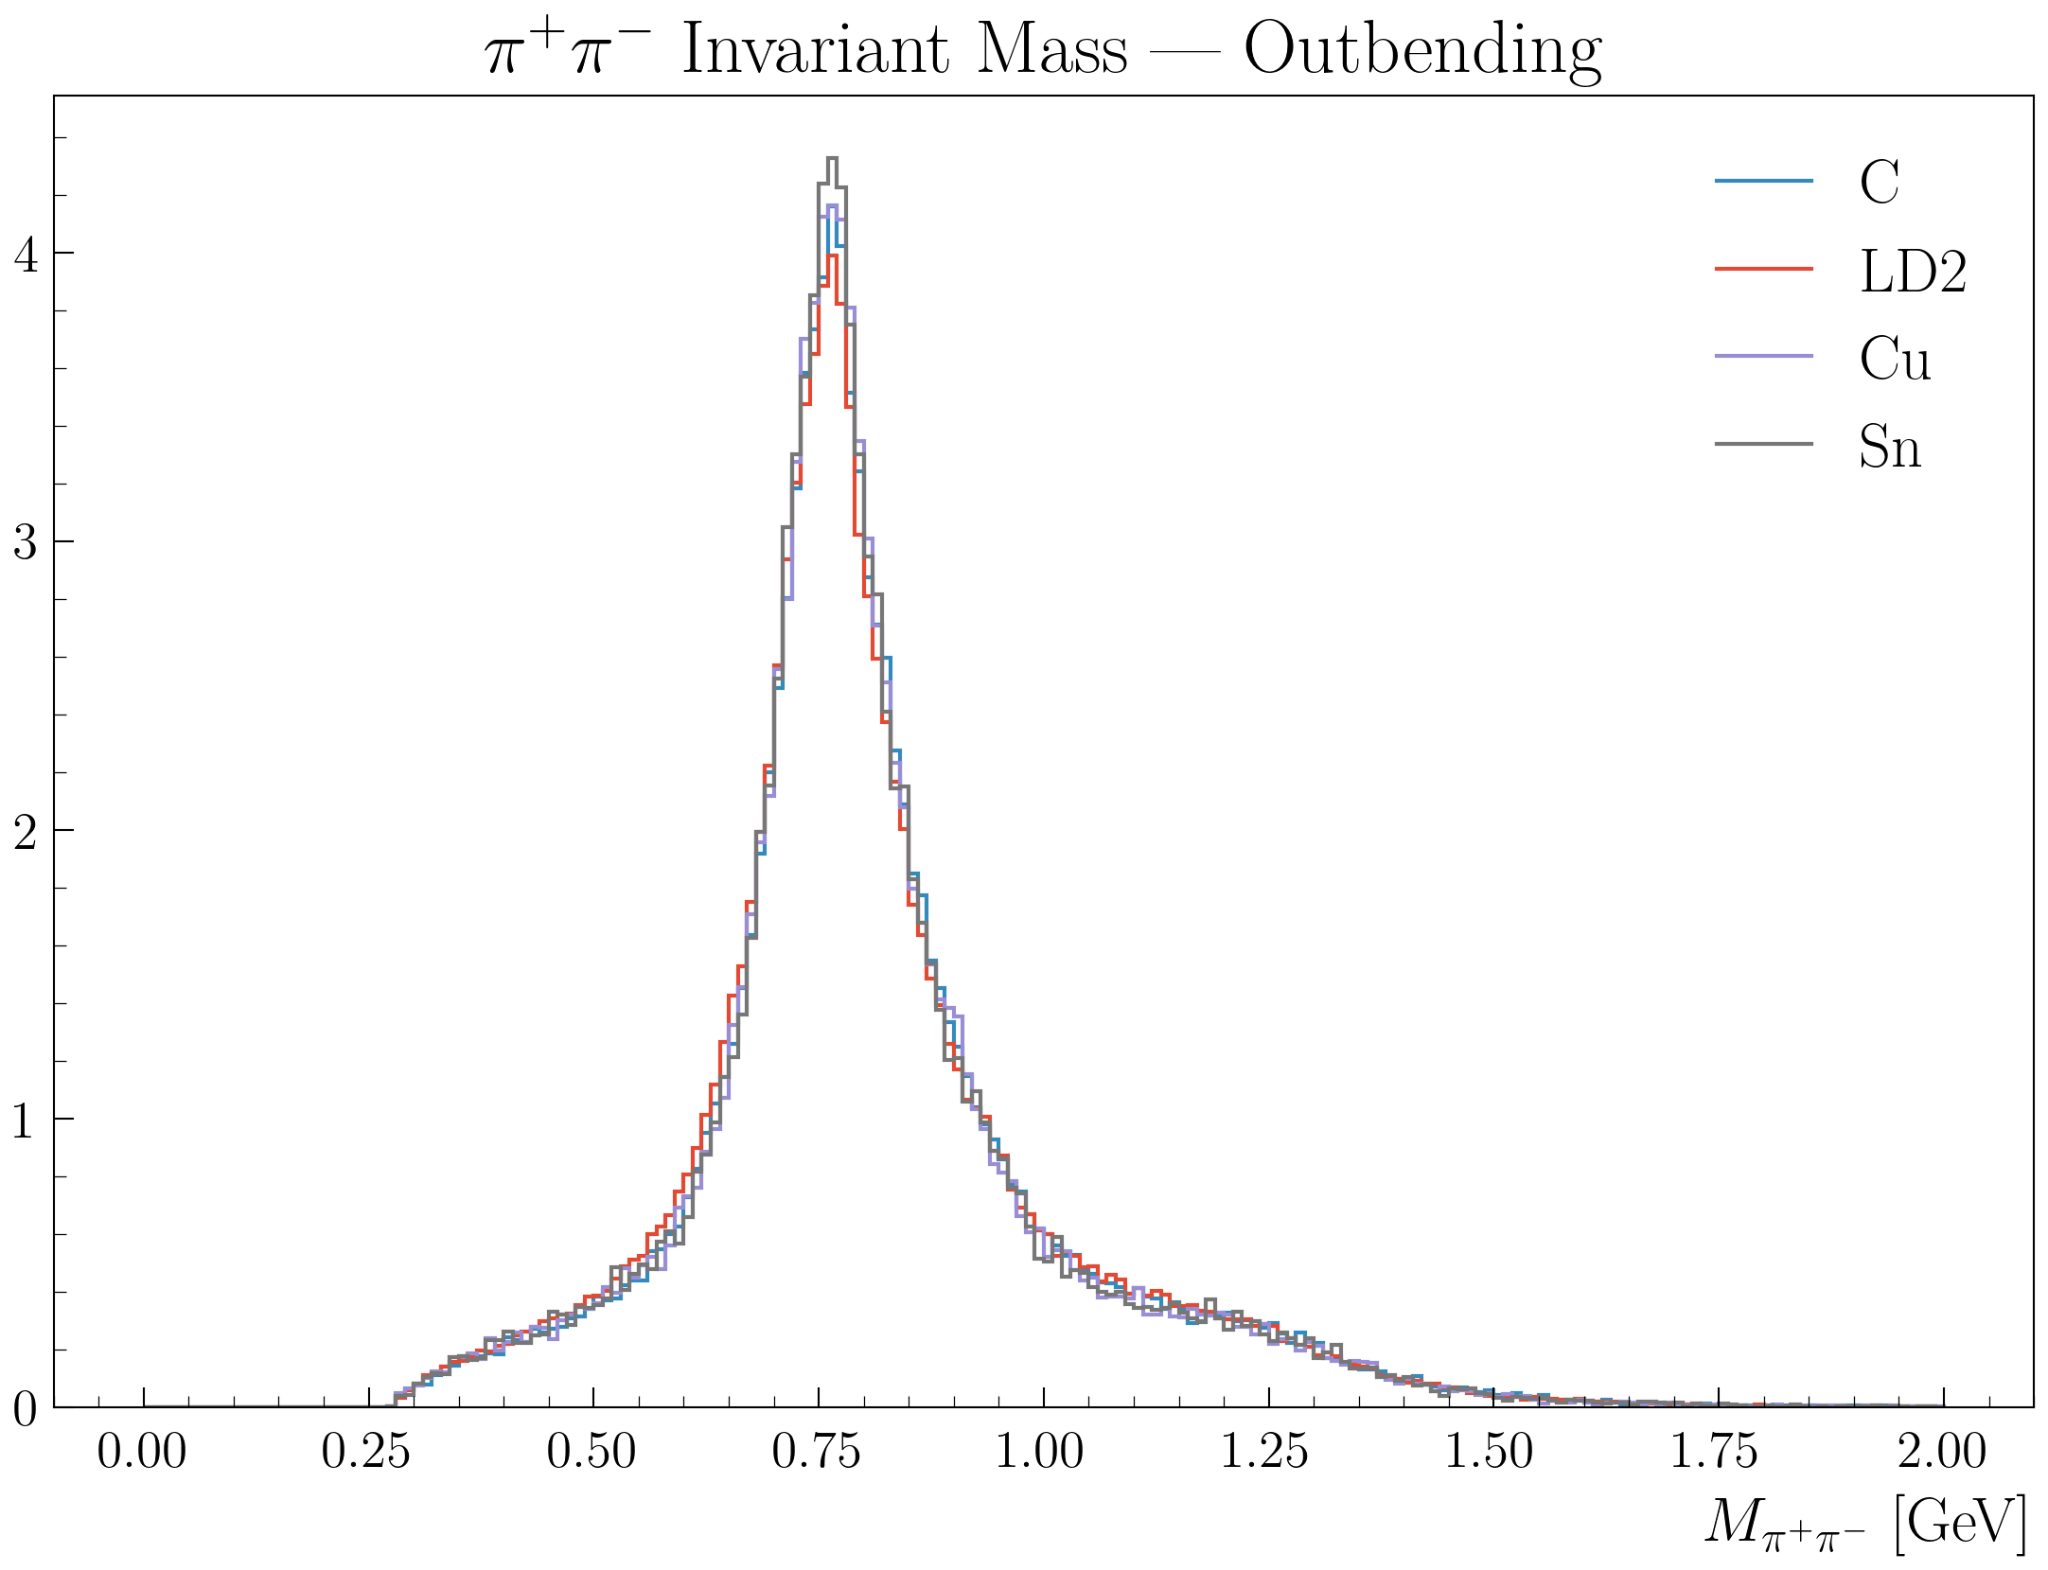 π⁺π⁻ Invariant Mass — Outbending
C
LD2
Cu
Sn
4
3
2
1
0
0.00 0.25 0.50 0.75 1.00 1.25 1.50 1.75 2.00
M_{π⁺π⁻} [GeV]